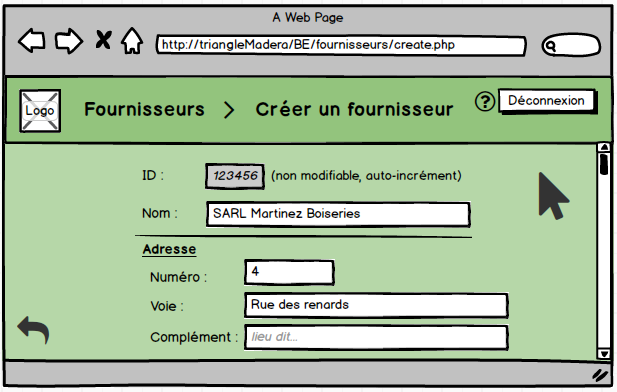 A Web Page
http://triangleMadera/BE/fournisseurs/create.php
Logo
Fournisseurs > Créer un fournisseur
? Déconnexion
ID : 123456 (non modifiable, auto-incrément)
Nom : SARL Martinez Boiseries
Adresse
Numéro : 4
Voie : Rue des renards
Complément : lieu dit...